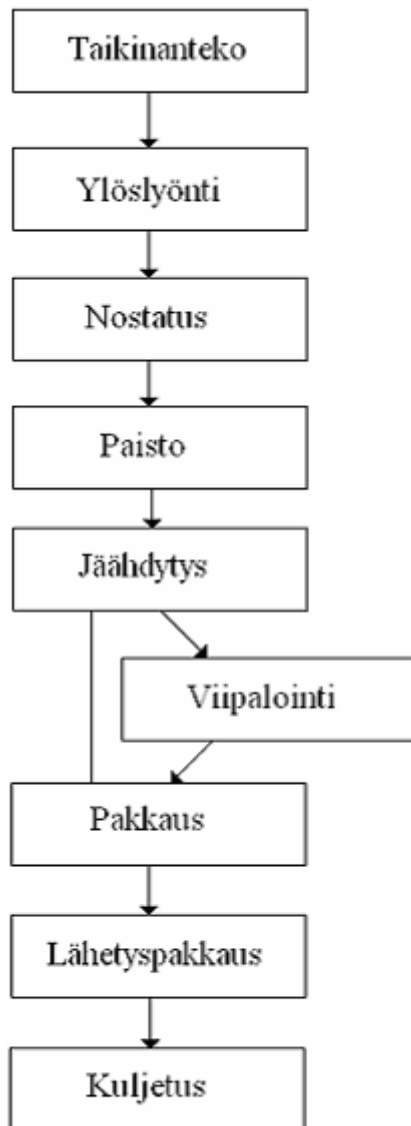 Taikinanteko
Ylöslyönti
Nostatus
Paisto
Jäähdytys
Viipalointi
Pakkaus
Lähetyspakkaus
Kuljetus